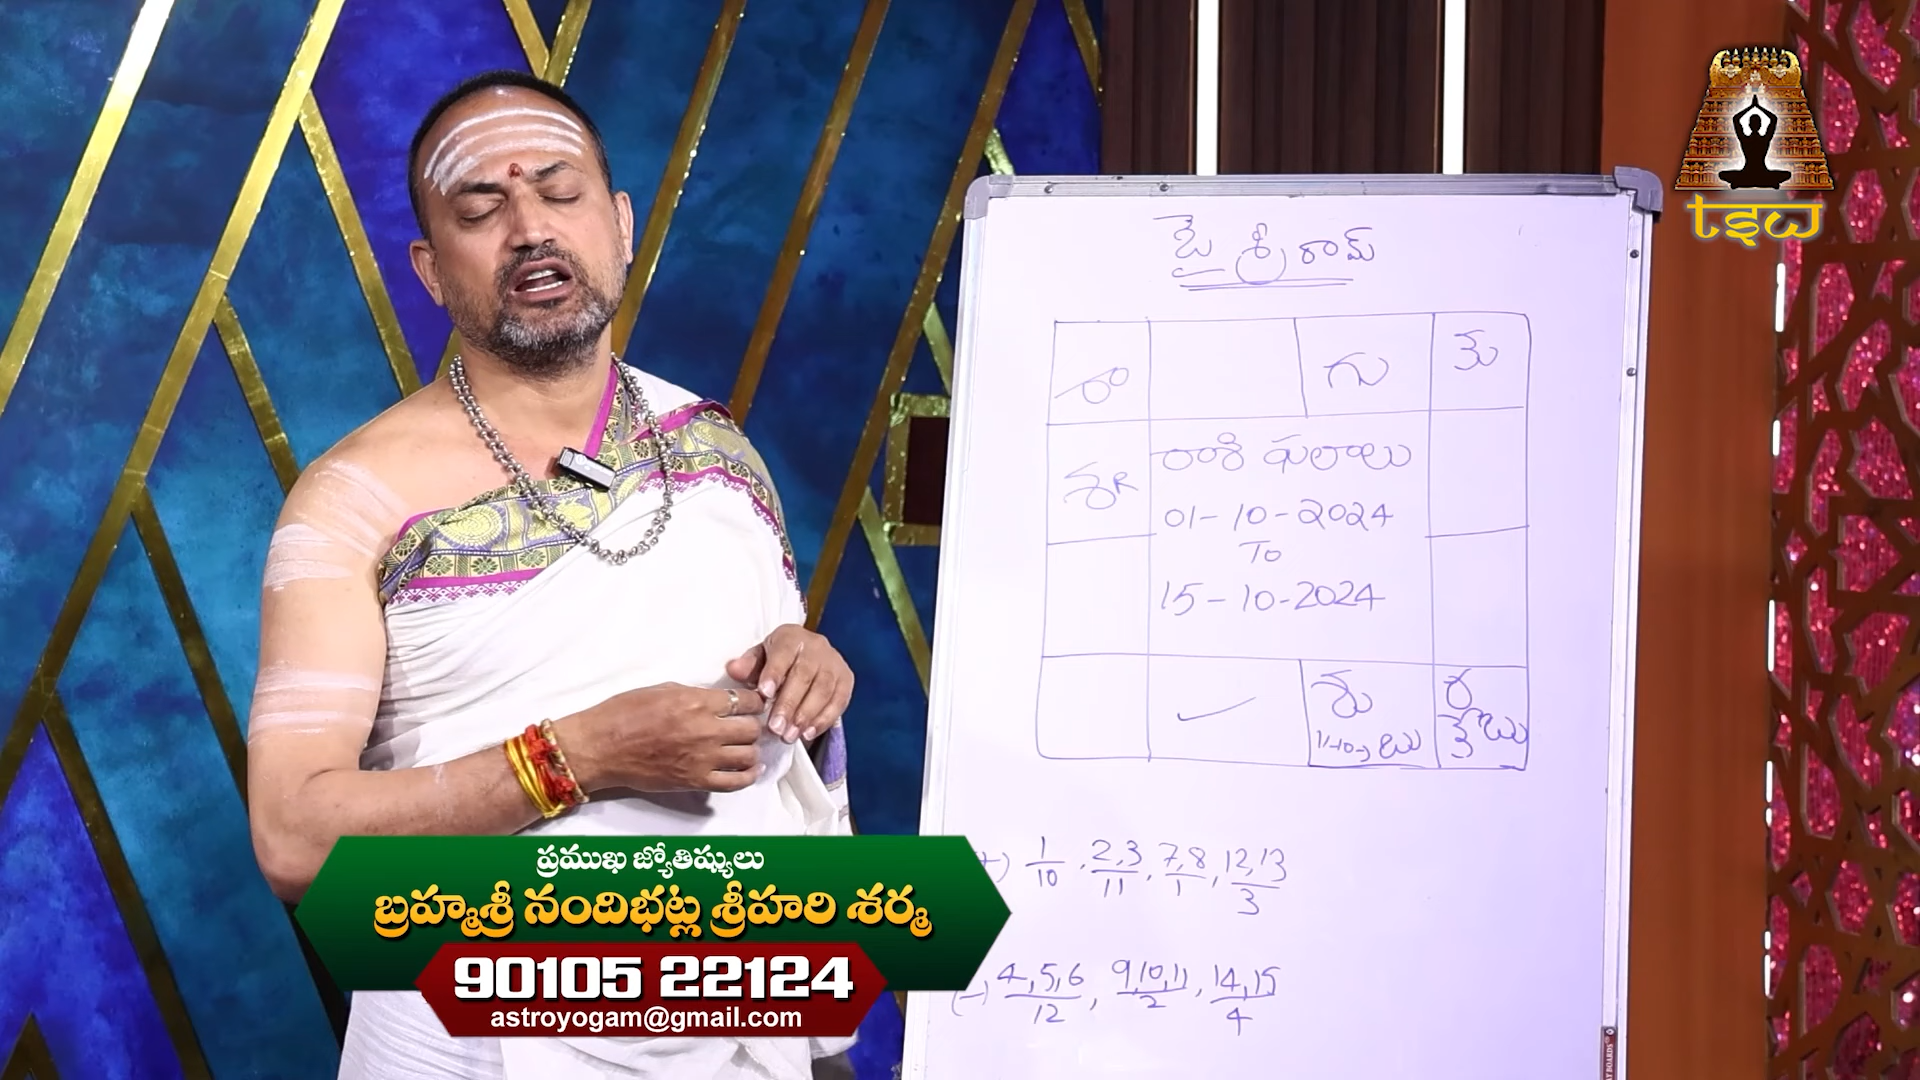 TSW
జై శ్రీరామ్
రా
గు
మే
శR
రాశి ఫలాలు
01-10-2024
To
15-10-2024
శు
బు
ర
కే
బు
1/10, 2,3/11, 7,8/1, 12,13/3
(-) 4,5,6/12, 9,10,11/2, 14,15/4
ప్రముఖ జ్యోతిష్యులు
బ్రహ్మశ్రీ నందిభట్ల శ్రీహరి శర్మ
90105 22124
astroyogam@gmail.com